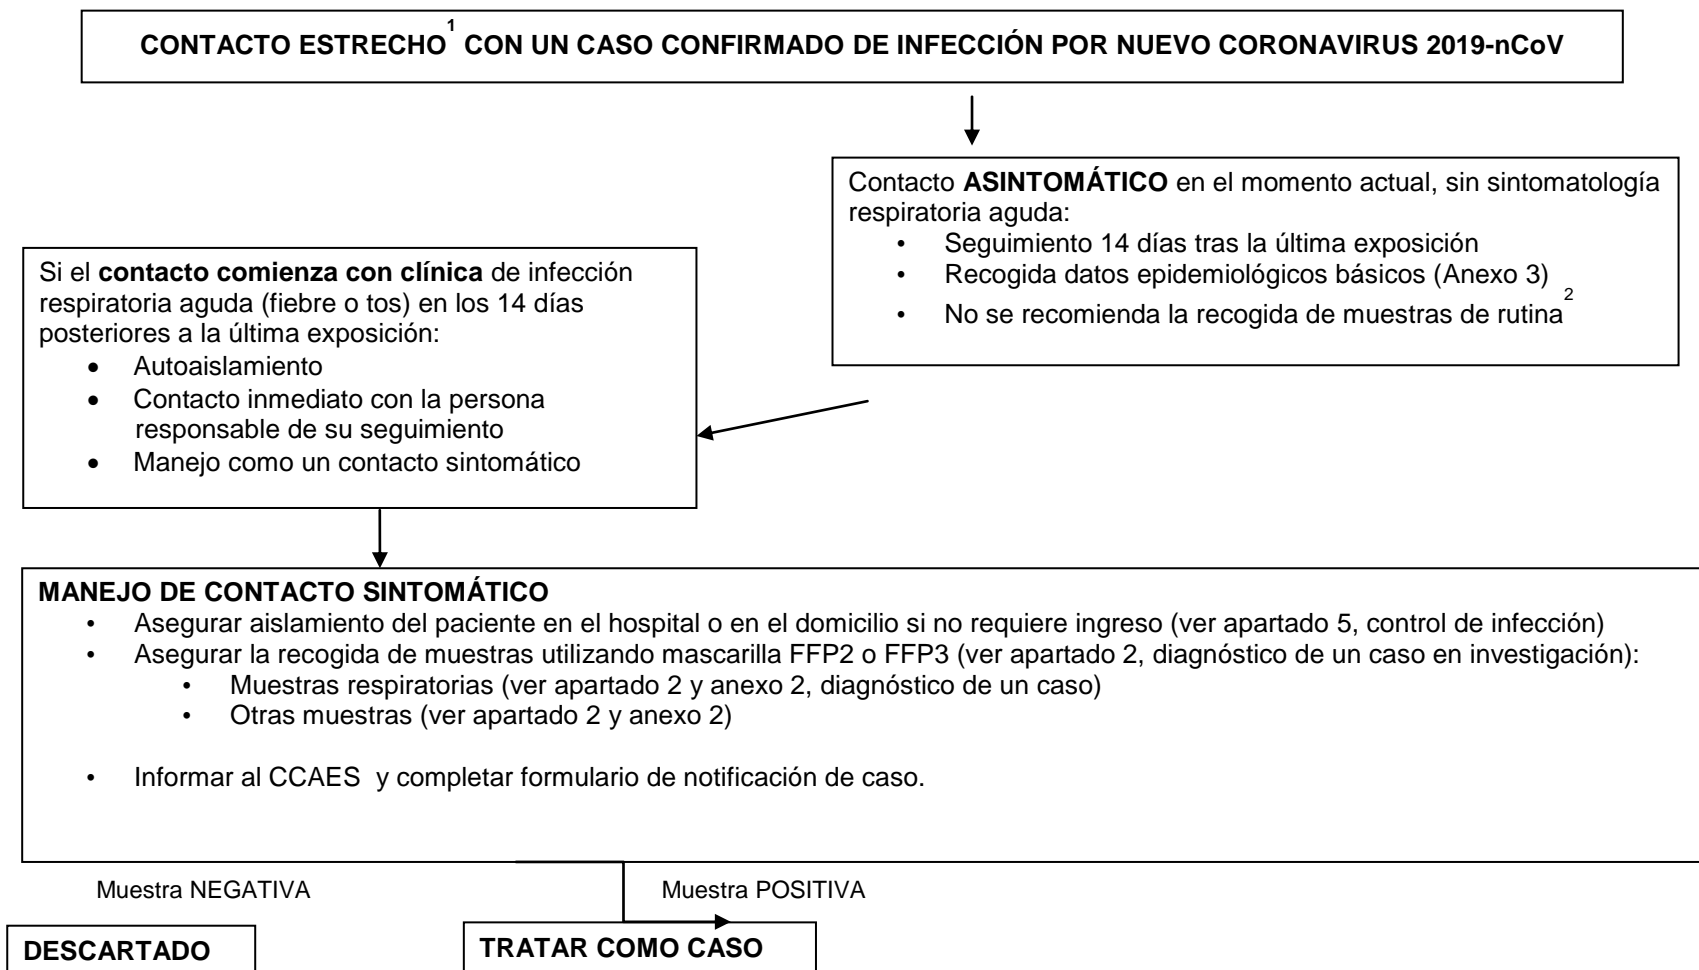 CONTACTO ESTRECHO1 CON UN CASO CONFIRMADO DE INFECCIÓN POR NUEVO CORONAVIRUS 2019-nCoV
Contacto ASINTOMÁTICO en el momento actual, sin sintomatología
respiratoria aguda:
• Seguimiento 14 días tras la última exposición
• Recogida datos epidemiológicos básicos (Anexo 3)
• No se recomienda la recogida de muestras de rutina2
Si el contacto comienza con clínica de infección
respiratoria aguda (fiebre o tos) en los 14 días
posteriores a la última exposición:
• Autoaislamiento
• Contacto inmediato con la persona
responsable de su seguimiento
• Manejo como un contacto sintomático
MANEJO DE CONTACTO SINTOMÁTICO
• Asegurar aislamiento del paciente en el hospital o en el domicilio si no requiere ingreso (ver apartado 5, control de infección)
• Asegurar la recogida de muestras utilizando mascarilla FFP2 o FFP3 (ver apartado 2, diagnóstico de un caso en investigación):
• Muestras respiratorias (ver apartado 2 y anexo 2, diagnóstico de un caso)
• Otras muestras (ver apartado 2 y anexo 2)
• Informar al CCAES y completar formulario de notificación de caso.
Muestra NEGATIVA
Muestra POSITIVA
DESCARTADO
TRATAR COMO CASO